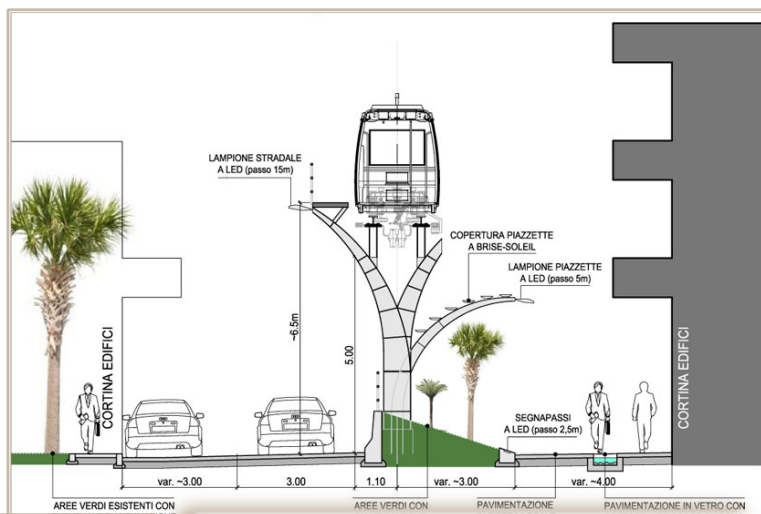 LAMPIONE STRADALE
A LED (passo 15m)
COPERTURA PIAZZETTE
A BRISE-SOLEIL
LAMPIONE PIAZZETTE
A LED (passo 5m)
~6.5m
5.00
CORTINA EDIFICI
CORTINA EDIFICI
SEGNAPASSI
A LED (passo 2,5m)
var. ~3.00
3.00
1.10
var. ~3.00
var. ~4.00
AREE VERDI ESISTENTI CON
AREE VERDI CON
PAVIMENTAZIONE
PAVIMENTAZIONE IN VETRO CON